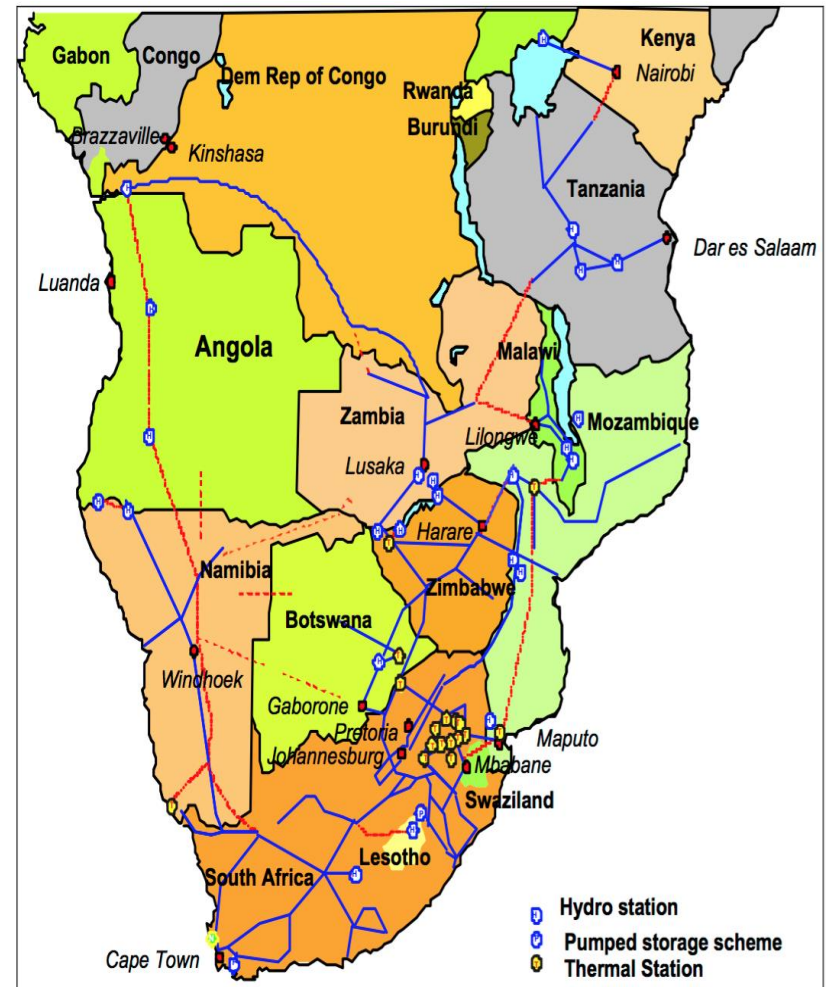 Gabon
Congo
Kenya
Nairobi
Dem Rep of Congo
Rwanda
Burundi
Brazzaville
Kinshasa
Tanzania
Dar es Salaam
Luanda
Angola
Malawi
Zambia
Lilongwe
Mozambique
Lusaka
Harare
Namibia
Zimbabwe
Botswana
Windhoek
Gaborone
Pretoria
Johannesburg
Maputo
Mbabane
Swaziland
Lesotho
South Africa
Cape Town
Hydro station
Pumped storage scheme
Thermal Station